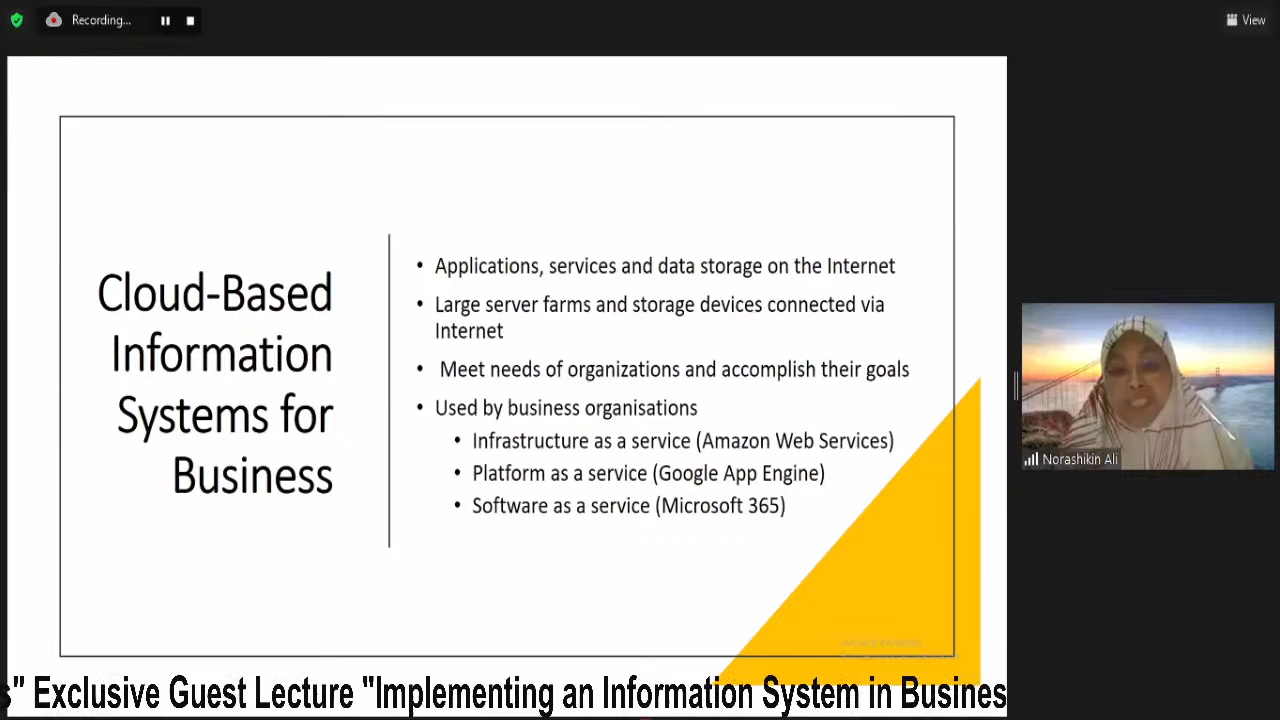 Recording...
View
Cloud-Based
Information
Systems for
Business
• Applications, services and data storage on the Internet
• Large server farms and storage devices connected via
Internet
• Meet needs of organizations and accomplish their goals
• Used by business organisations
• Infrastructure as a service (Amazon Web Services)
• Platform as a service (Google App Engine)
• Software as a service (Microsoft 365)
Norashikin Ali
s" Exclusive Guest Lecture "Implementing an Information System in Busines